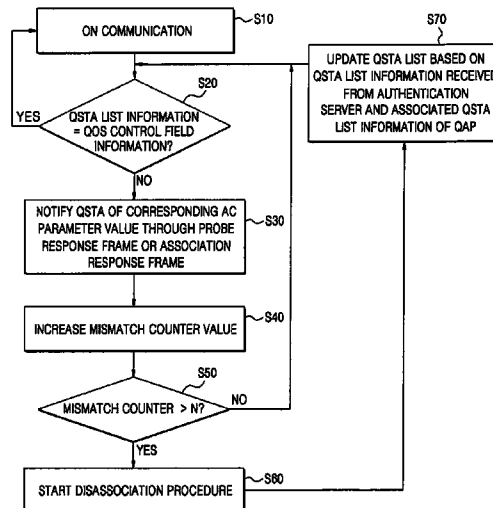 S10
ON COMMUNICATION
S70
UPDATE QSTA LIST BASED ON
QSTA LIST INFORMATION RECEIVED
FROM AUTHENTICATION
SERVER AND ASSOCIATED QSTA
LIST INFORMATION OF QAP
S20
YES
QSTA LIST INFORMATION
= QOS CONTROL FIELD
INFORMATION?
NO
S30
NOTIFY QSTA OF CORRESPONDING AC
PARAMETER VALUE THROUGH PROBE
RESPONSE FRAME OR ASSOCIATION
RESPONSE FRAME
S40
INCREASE MISMATCH COUNTER VALUE
S50
MISMATCH COUNTER > N?
NO
YES
S60
START DISASSOCIATION PROCEDURE